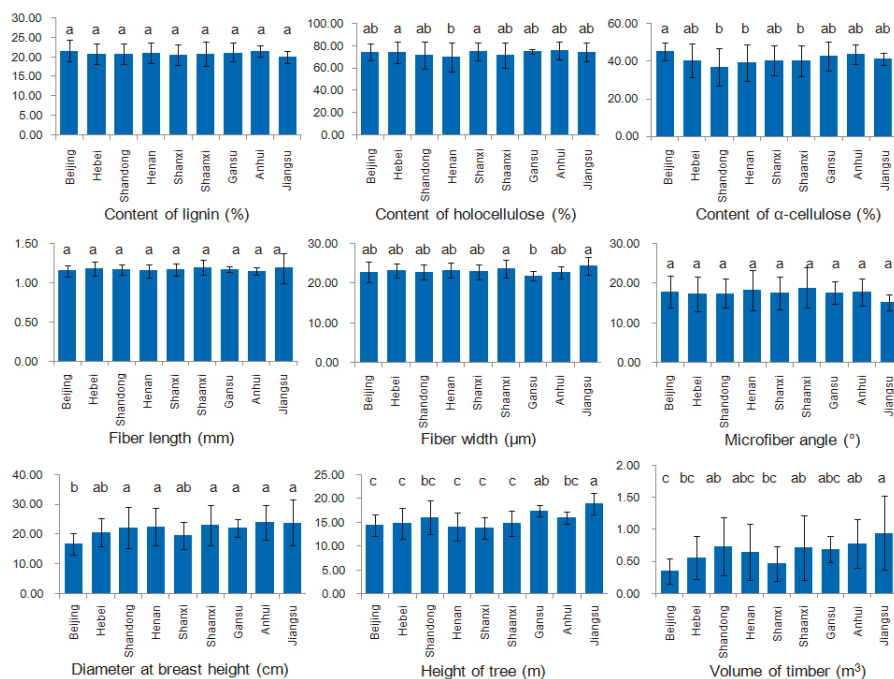 a a a a a a a a a
30.00
25.00
20.00
15.00
10.00
5.00
0.00
Beijing
Hebei
Shandong
Henan
Shanxi
Shaanxi
Gansu
Anhui
Jiangsu
Content of lignin (%)
ab a ab b a ab ab a ab
100.00
80.00
60.00
40.00
20.00
0.00
Beijing
Hebei
Shandong
Henan
Shanxi
Shaanxi
Gansu
Anhui
Jiangsu
Content of holocellulose (%)
a ab b b ab b ab a ab
60.00
40.00
20.00
0.00
Beijing
Hebei
Shandong
Henan
Shanxi
Shaanxi
Gansu
Anhui
Jiangsu
Content of α-cellulose (%)
a a a a a a a a a
1.50
1.00
0.50
0.00
Beijing
Hebei
Shandong
Henan
Shanxi
Shaanxi
Gansu
Anhui
Jiangsu
Fiber length (mm)
ab ab ab ab ab a b ab a
30.00
20.00
10.00
0.00
Beijing
Hebei
Shandong
Henan
Shanxi
Shaanxi
Gansu
Anhui
Jiangsu
Fiber width (µm)
a a a a a a a a a
30.00
20.00
10.00
0.00
Beijing
Hebei
Shandong
Henan
Shanxi
Shaanxi
Gansu
Anhui
Jiangsu
Microfiber angle (°)
b ab a a ab a a a a
40.00
30.00
20.00
10.00
0.00
Beijing
Hebei
Shandong
Henan
Shanxi
Shaanxi
Gansu
Anhui
Jiangsu
Diameter at breast height (cm)
c c bc c c c ab bc a
25.00
20.00
15.00
10.00
5.00
0.00
Beijing
Hebei
Shandong
Henan
Shanxi
Shaanxi
Gansu
Anhui
Jiangsu
Height of tree (m)
c bc ab abc bc ab abc ab a
2.00
1.50
1.00
0.50
0.00
Beijing
Hebei
Shandong
Henan
Shanxi
Shaanxi
Gansu
Anhui
Jiangsu
Volume of timber (m³)